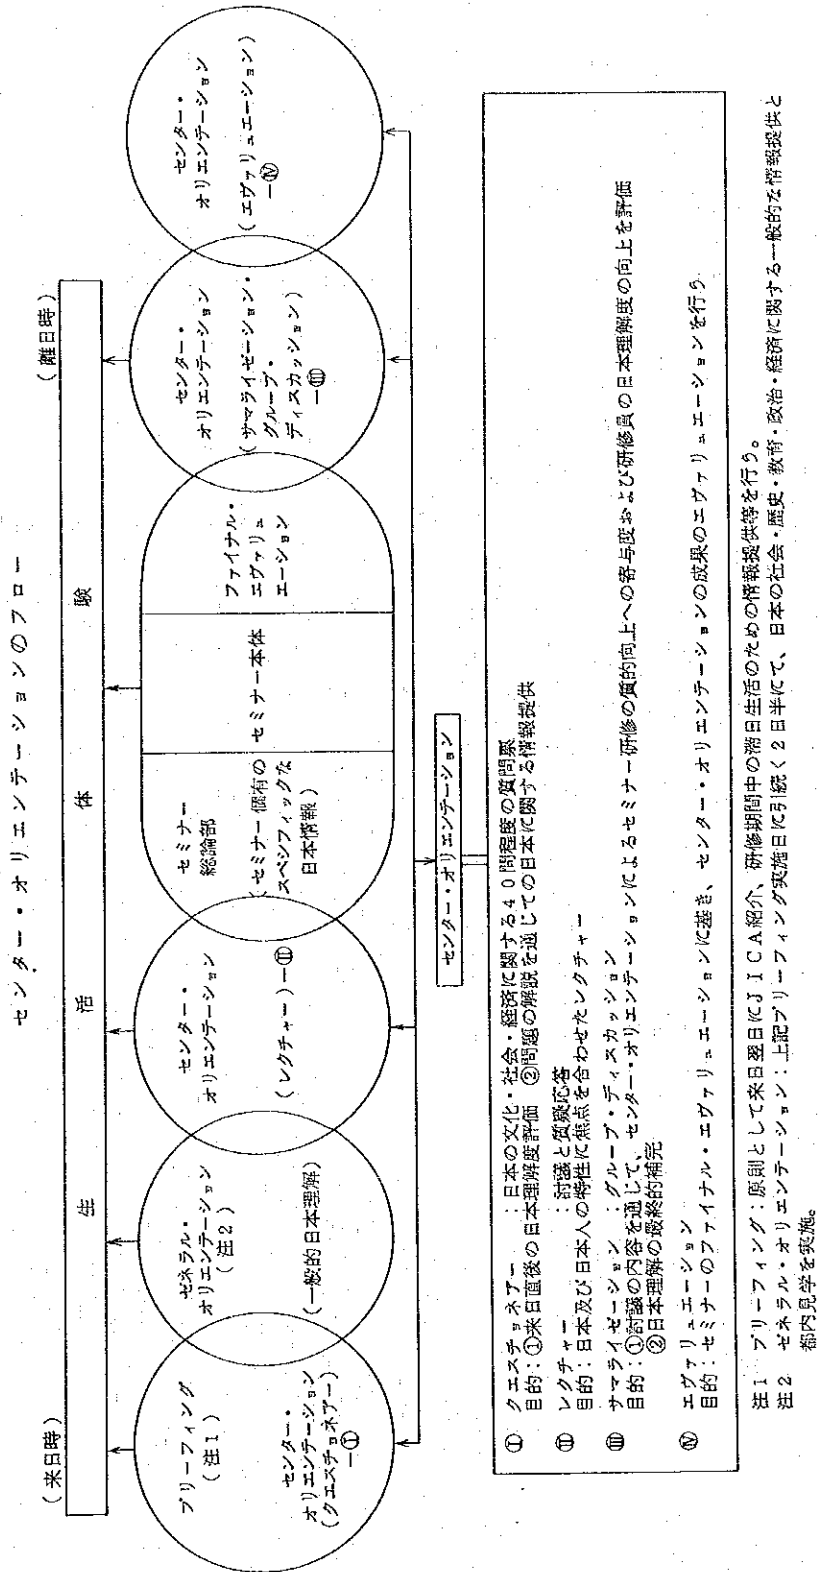 センター・オリエンテーションのフロー
(来日時)
(離日時)
生活体験
ブリーフィング
(注1)
センター・
オリエンテーション
(クエスチョネアー)
-Ⓘ
ゼネラル・
オリエンテーション
(注2)
(一般的日本理解)
センター・
オリエンテーション
(レクチャー)-Ⅱ
セミナー
総論部
(セミナー個有の
スペシフィックな
日本情報)
セミナー本体
ファイナル・
エヴァリュ
エーション
センター・
オリエンテーション
(サマライゼーション・
グループ・
ディスカッション)
-Ⅲ
センター・
オリエンテーション
(エヴァリュエーション)
-Ⅳ
センター・オリエンテーション
Ⓘ クエスチョネアー :日本の文化・社会・経済に関する40問程度の質問票
目的:①来日直後の日本理解度評価 ②問題の解説を通じての日本に関する情報提供
Ⅱ レクチャー :討議と質疑応答
目的:日本及び日本人の特性に焦点を合わせたレクチャー
Ⅲ サマライゼーション :グループ・ディスカッション
目的:①討議の内容を通じて、センター・オリエンテーションによるセミナー研修の質的向上への寄与度および研修員の日本理解度の向上を評価
②日本理解の最終的補完
Ⅳ エヴァリュエーション
目的:セミナーのファイナル・エヴァリュエーションに基き、センター・オリエンテーションの成果のエヴァリュエーションを行う
注1 ブリーフィング:原則として来日翌日にJICA紹介、研修期間中の滞日生活のための情報提供等を行う。
注2 ゼネラル・オリエンテーション:上記ブリーフィング実施日に引続く2日半にて、日本の社会・歴史・教育・政治・経済に関する一般的な情報提供と
都内見学を実施。